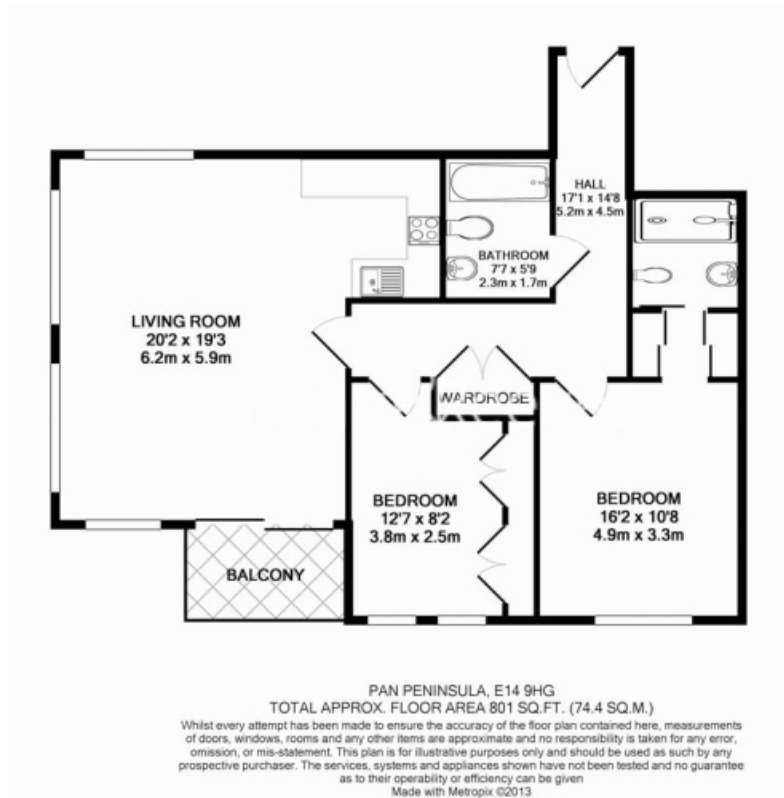 HALL
17'1 x 14'8
5.2m x 4.5m
BATHROOM
7'7 x 5'9
2.3m x 1.7m
LIVING ROOM
20'2 x 19'3
6.2m x 5.9m
WARDROBE
BEDROOM
12'7 x 8'2
3.8m x 2.5m
BEDROOM
16'2 x 10'8
4.9m x 3.3m
BALCONY
PAN PENINSULA, E14 9HG
TOTAL APPROX. FLOOR AREA 801 SQ.FT. (74.4 SQ.M.)
Whilst every attempt has been made to ensure the accuracy of the floor plan contained here, measurements
of doors, windows, rooms and any other items are approximate and no responsibility is taken for any error,
omission, or mis-statement. This plan is for illustrative purposes only and should be used as such by any
prospective purchaser. The services, systems and appliances shown have not been tested and no guarantee
as to their operability or efficiency can be given
Made with Metropix ©2013